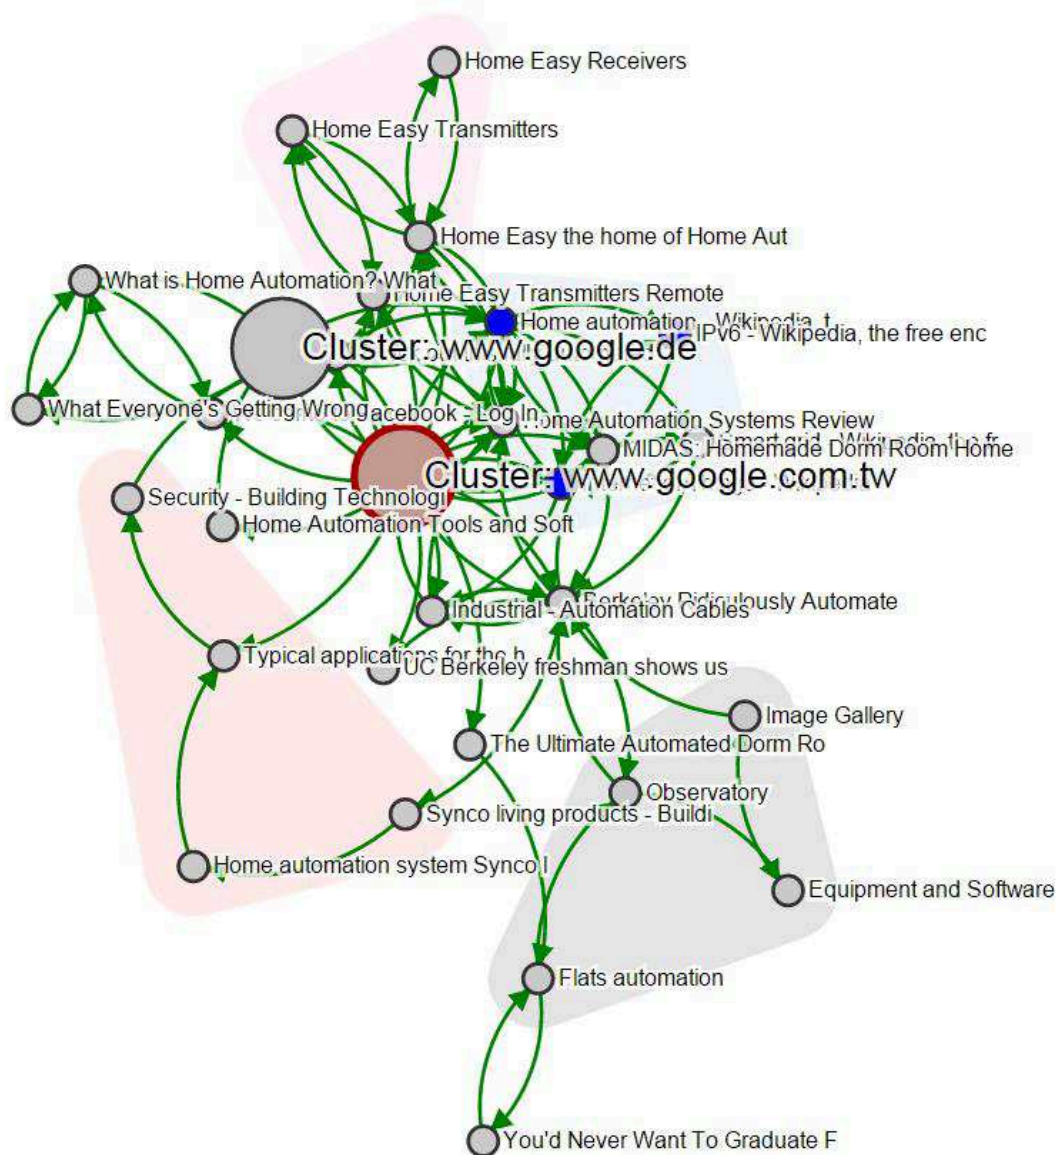 Home Easy Receivers
Home Easy Transmitters
Home Easy the home of Home Aut
What is Home Automation? What
Home Easy Transmitters Remote
Home automation - Wikipedia, t
IPv6 - Wikipedia, the free enc
Cluster: www.google.de
What Everyone's Getting Wrong
acebook - Log In
Home Automation Systems Review
MIDAS: Homemade Dorm Room Home
Cluster: www.google.com.tw
Security - Building Technologi
Home Automation Tools and Soft
Berkeley Ridiculously Automate
Industrial - Automation Cables
Typical applications for the h
UC Berkeley freshman shows us
Image Gallery
The Ultimate Automated Dorm Ro
Observatory
Synco living products - Buildi
Home automation system Synco l
Equipment and Software
Flats automation
You'd Never Want To Graduate F